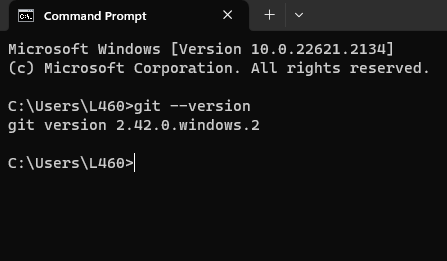 Command Prompt
Microsoft Windows [Version 10.0.22621.2134]
(c) Microsoft Corporation. All rights reserved.
C:\Users\L460>git --version
git version 2.42.0.windows.2
C:\Users\L460>